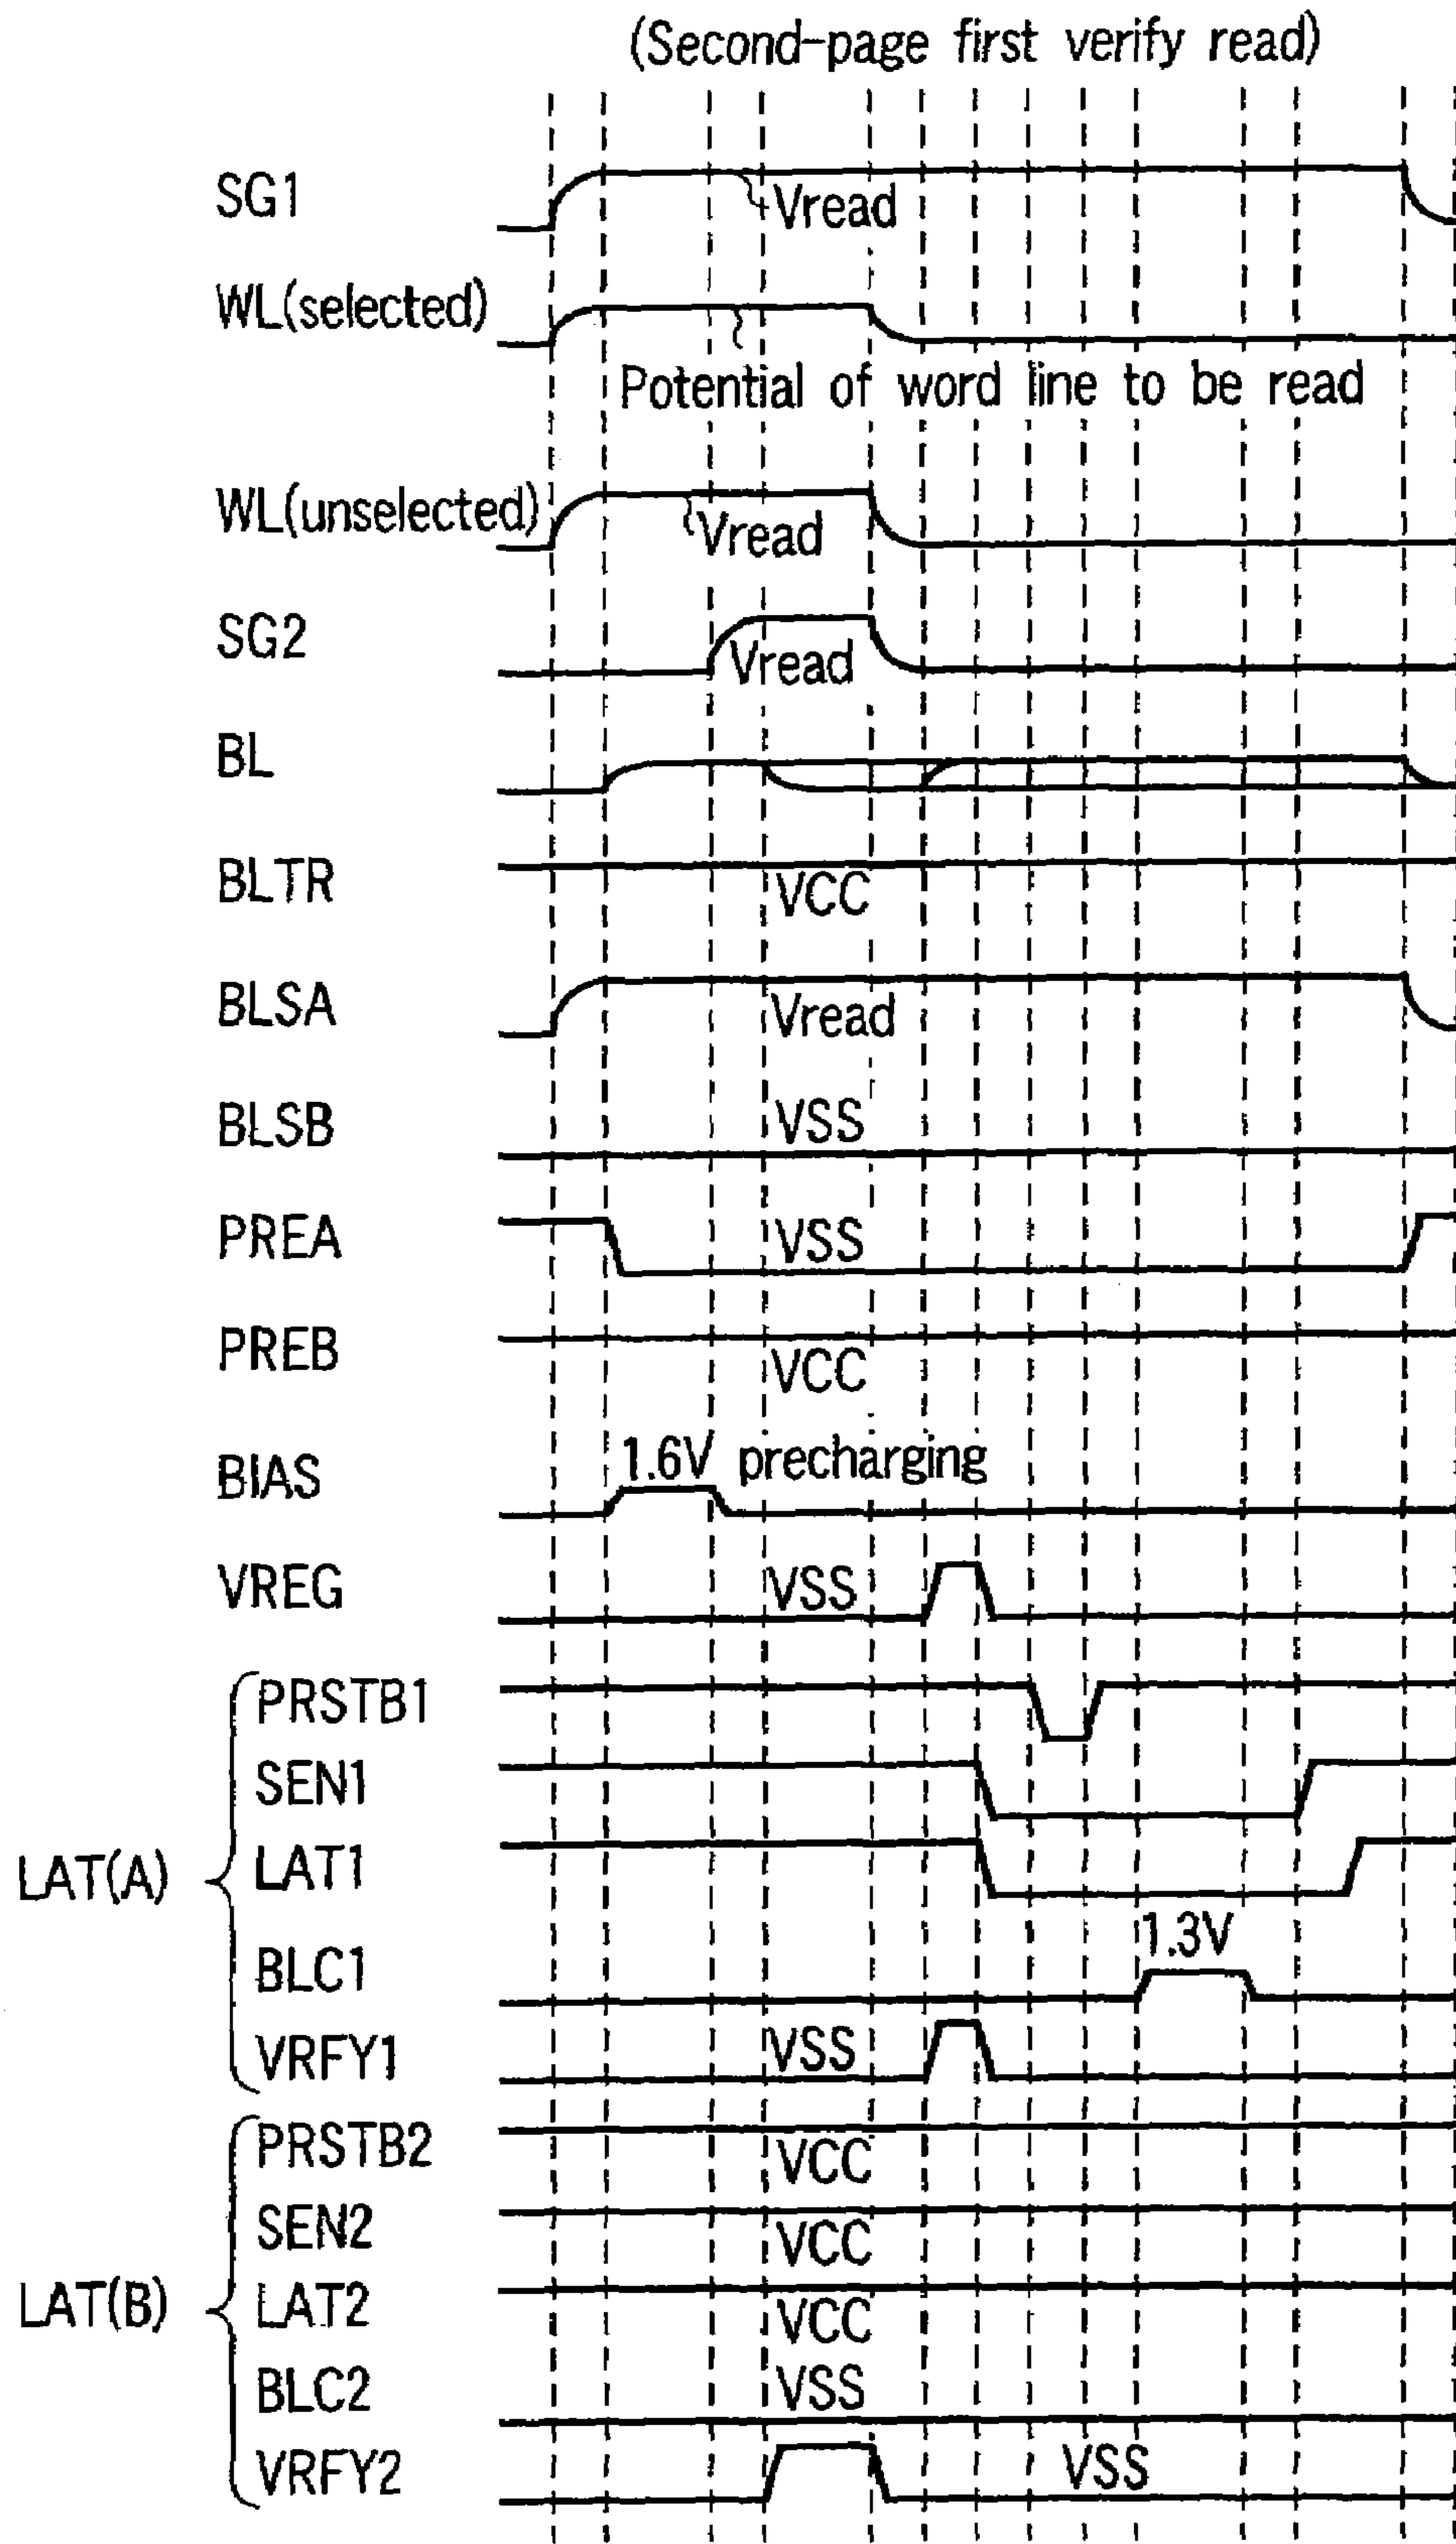 (Second-page first verify read)
SG1
Vread
WL(selected)
Potential of word line to be read
WL(unselected)
Vread
SG2
Vread
BL
BLTR
VCC
BLSA
Vread
BLSB
VSS
PREA
VSS
PREB
VCC
1.6V precharging
BIAS
VREG
VSS
PRSTB1
SEN1
LAT(A)
LAT1
1.3V
BLC1
VRFY1
VSS
PRSTB2
VCC
SEN2
VCC
LAT(B)
LAT2
VCC
BLC2
VSS
VRFY2
VSS